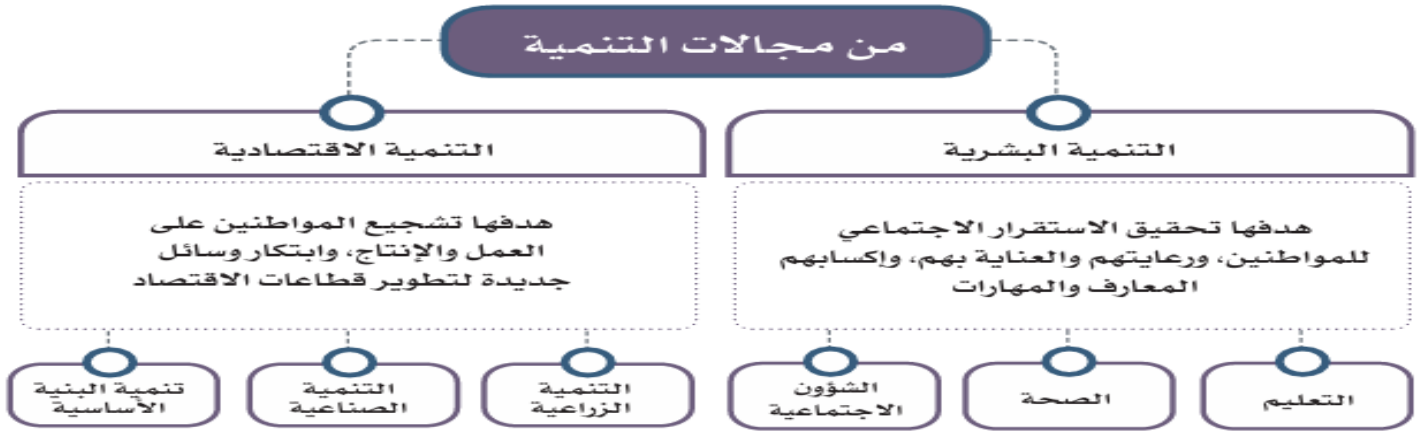 من مجالات التنمية
التنمية البشرية
هدفها تحقيق الاستقرار الاجتماعي
للمواطنين، ورعايتهم والعناية بهم، وإكسابهم
المعارف والمهارات
التعليم
الصحة
الشؤون
الاجتماعية
التنمية الاقتصادية
هدفها تشجيع المواطنين على
العمل والإنتاج، وابتكار وسائل
جديدة لتطوير قطاعات الاقتصاد
التنمية
الزراعية
التنمية
الصناعية
تنمية البنية
الأساسية